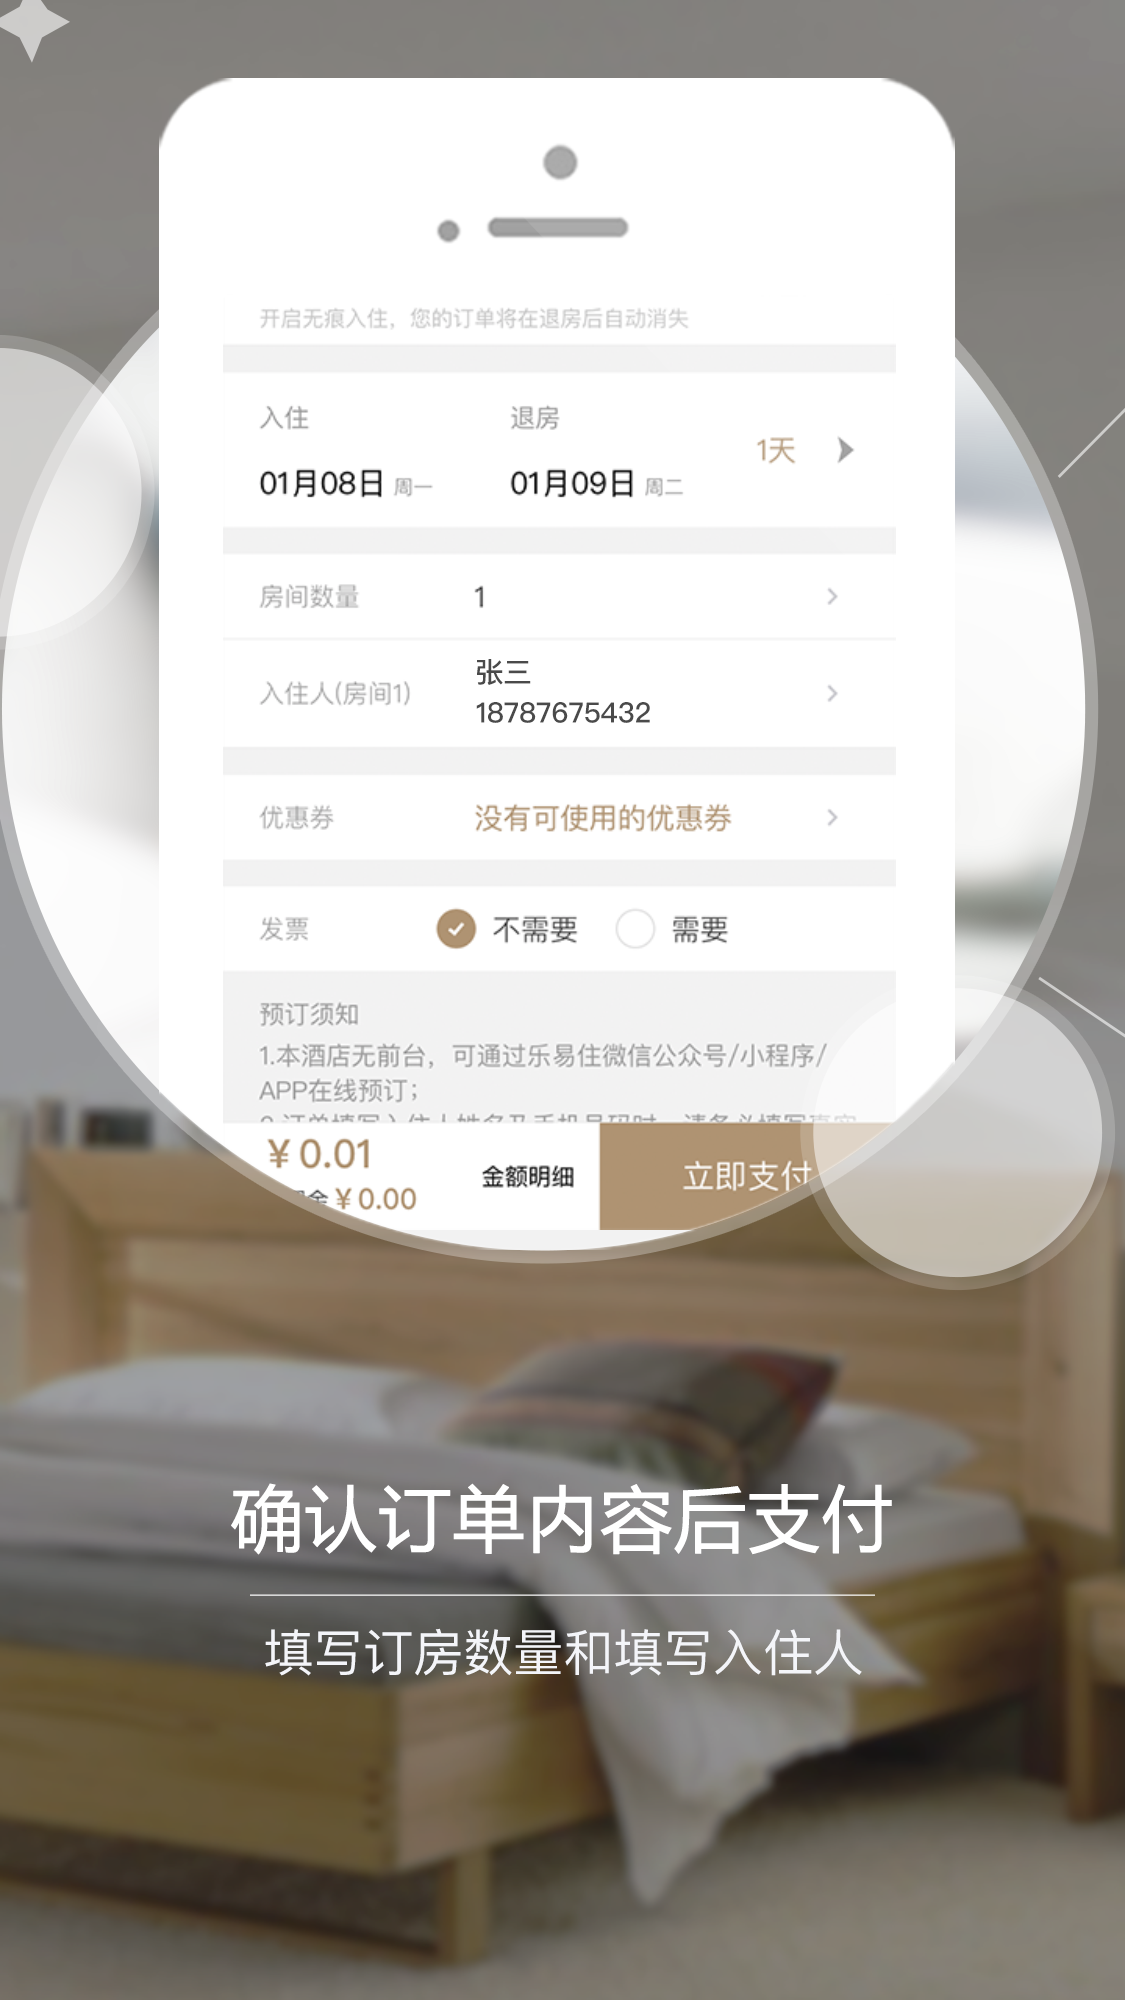 开启无痕入住，您的订单将在退房后自动消失
入住 退房
1天
01月08日 周一 01月09日 周二
房间数量 1
入住人(房间1) 张三
18787675432
优惠券 没有可使用的优惠券
发票 不需要 需要
预订须知
1.本酒店无前台，可通过乐易住微信公众号/小程序/
APP在线预订；
¥0.01
金额明细 立即支付
¥0.00
确认订单内容后支付
填写订房数量和填写入住人